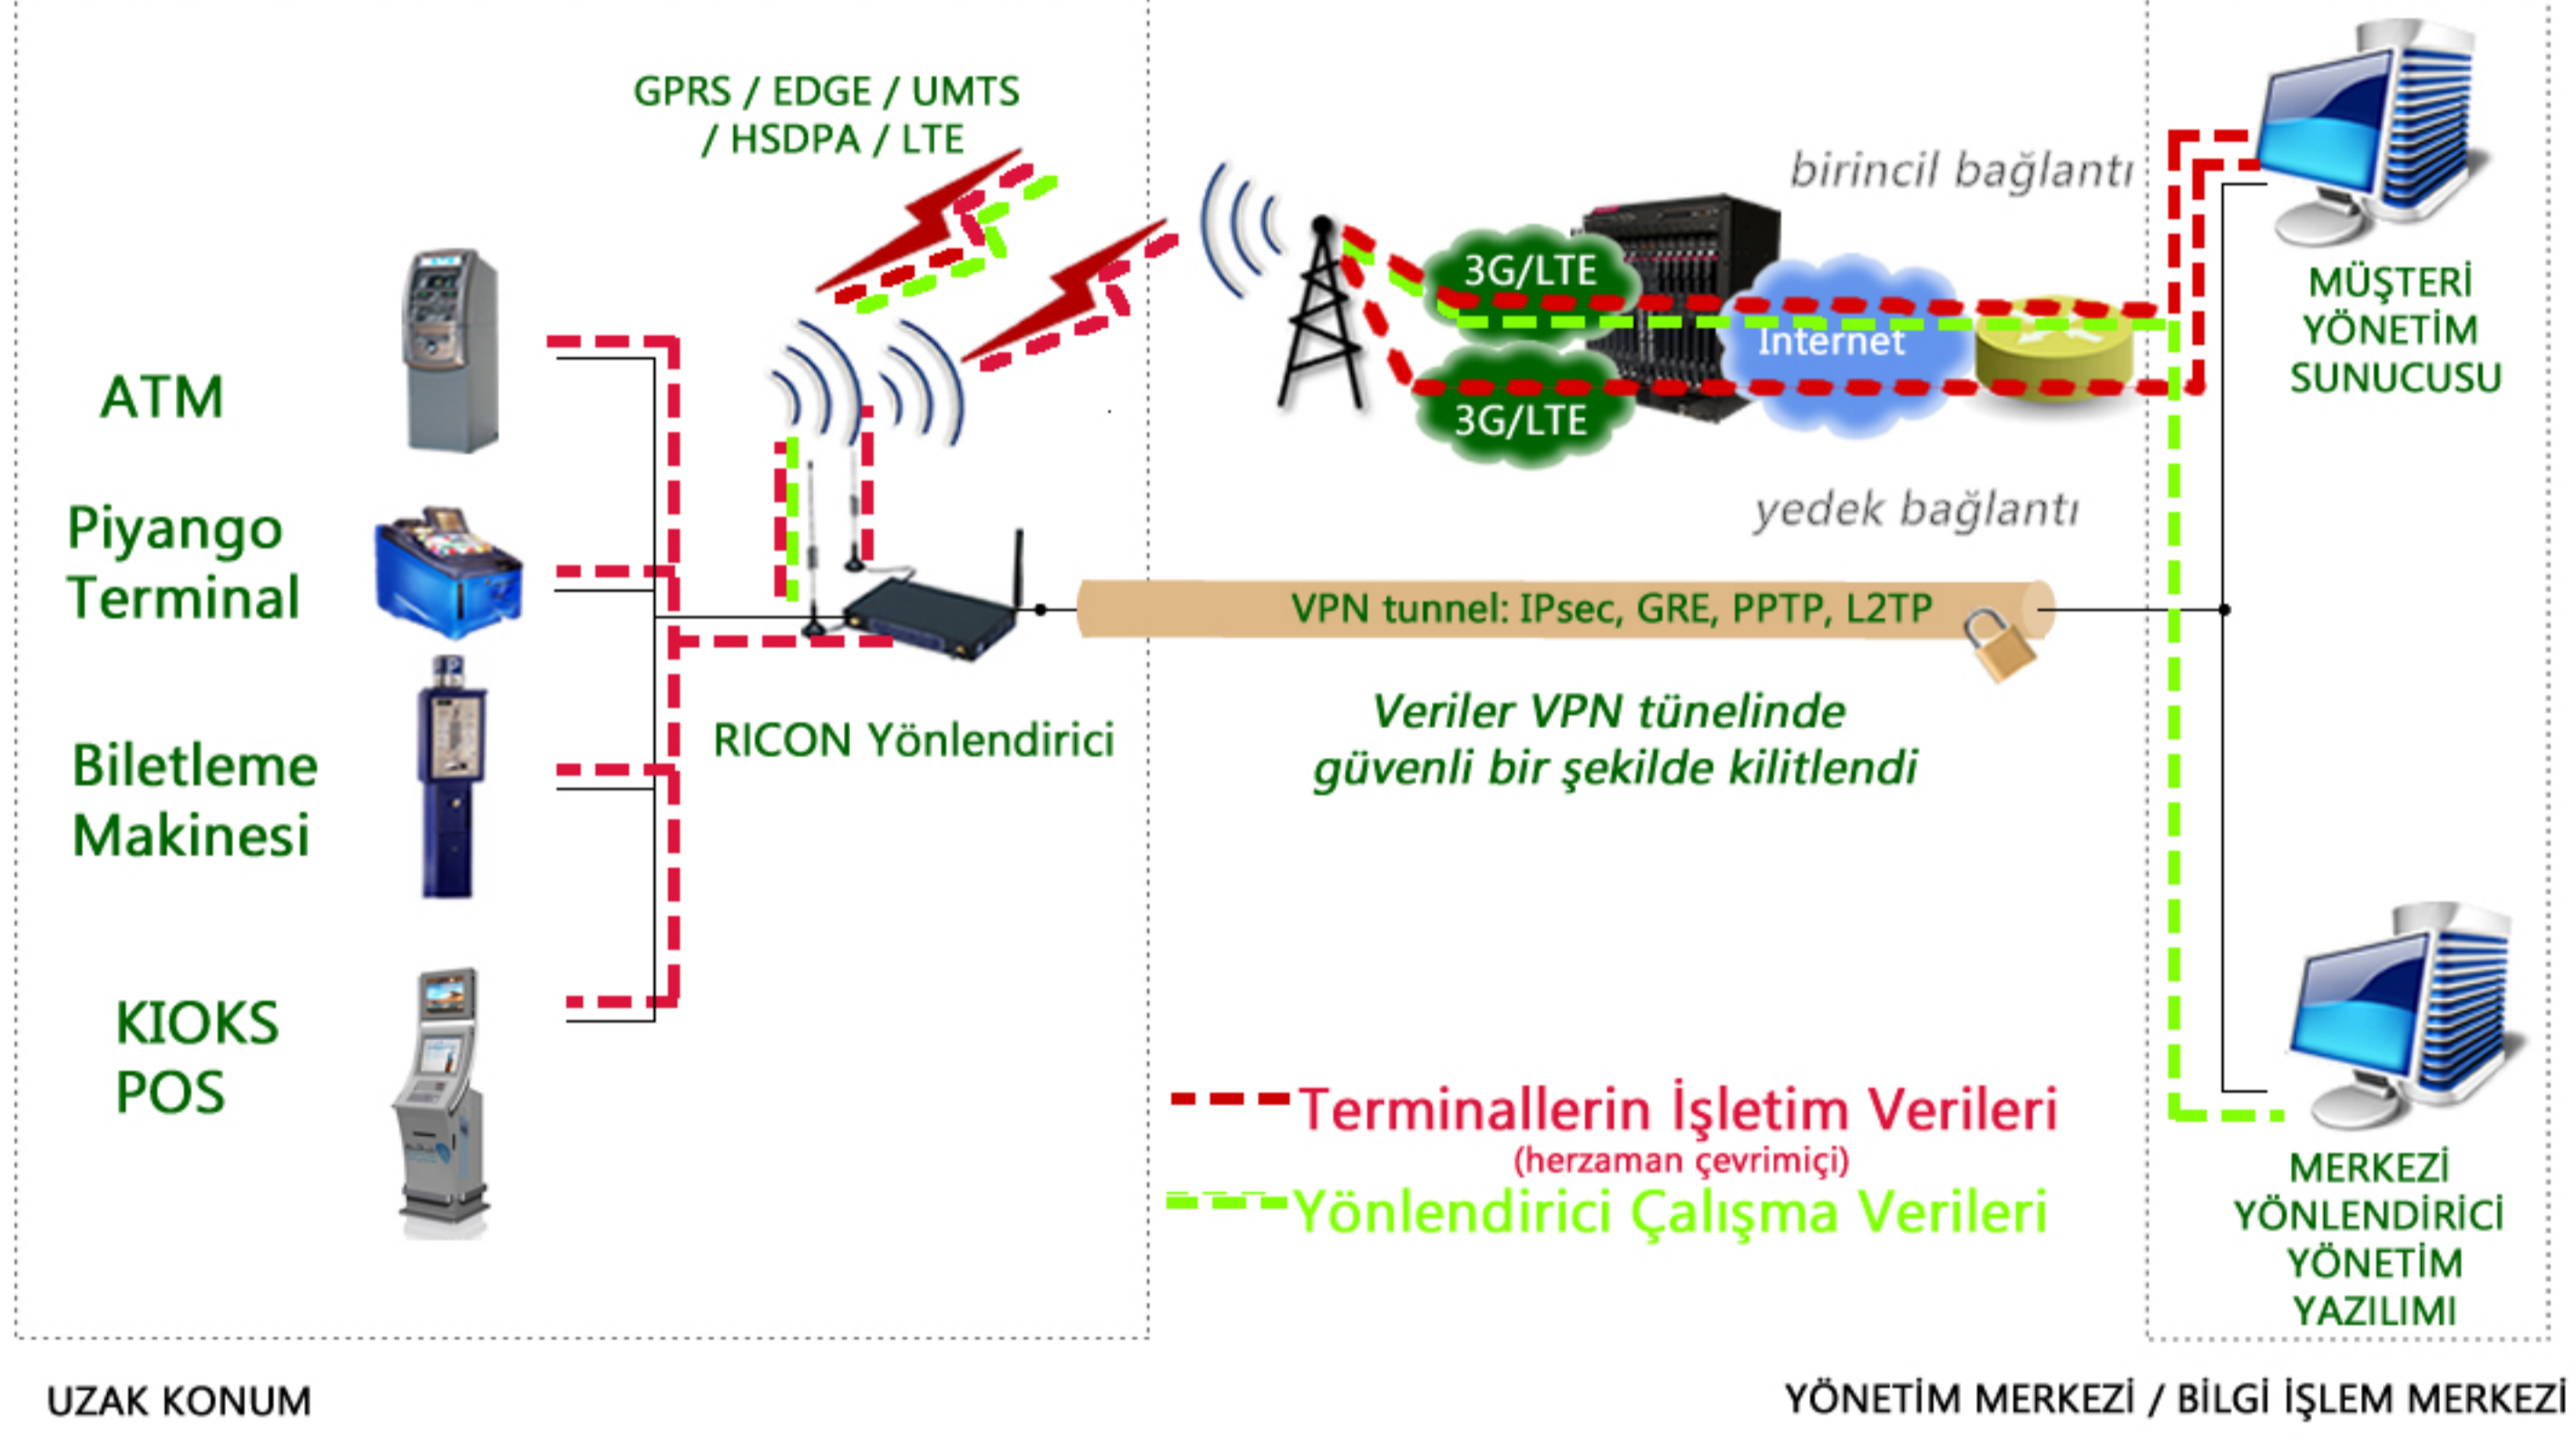 GPRS / EDGE / UMTS
/ HSDPA / LTE
birincil bağlantı
3G/LTE
Internet
3G/LTE
yedek bağlantı
MÜŞTERİ
YÖNETİM
SUNUCUSU
ATM
Piyango
Terminal
Biletleme
Makinesi
KIOKS
POS
RICON Yönlendirici
VPN tunnel: IPsec, GRE, PPTP, L2TP
Veriler VPN tünelinde
güvenli bir şekilde kilitlendi
Terminallerin İşletim Verileri
(herzaman çevrimiçi)
Yönlendirici Çalışma Verileri
MERKEZİ
YÖNLENDİRİCİ
YÖNETİM
YAZILIMI
UZAK KONUM
YÖNETİM MERKEZİ / BİLGİ İŞLEM MERKEZİ